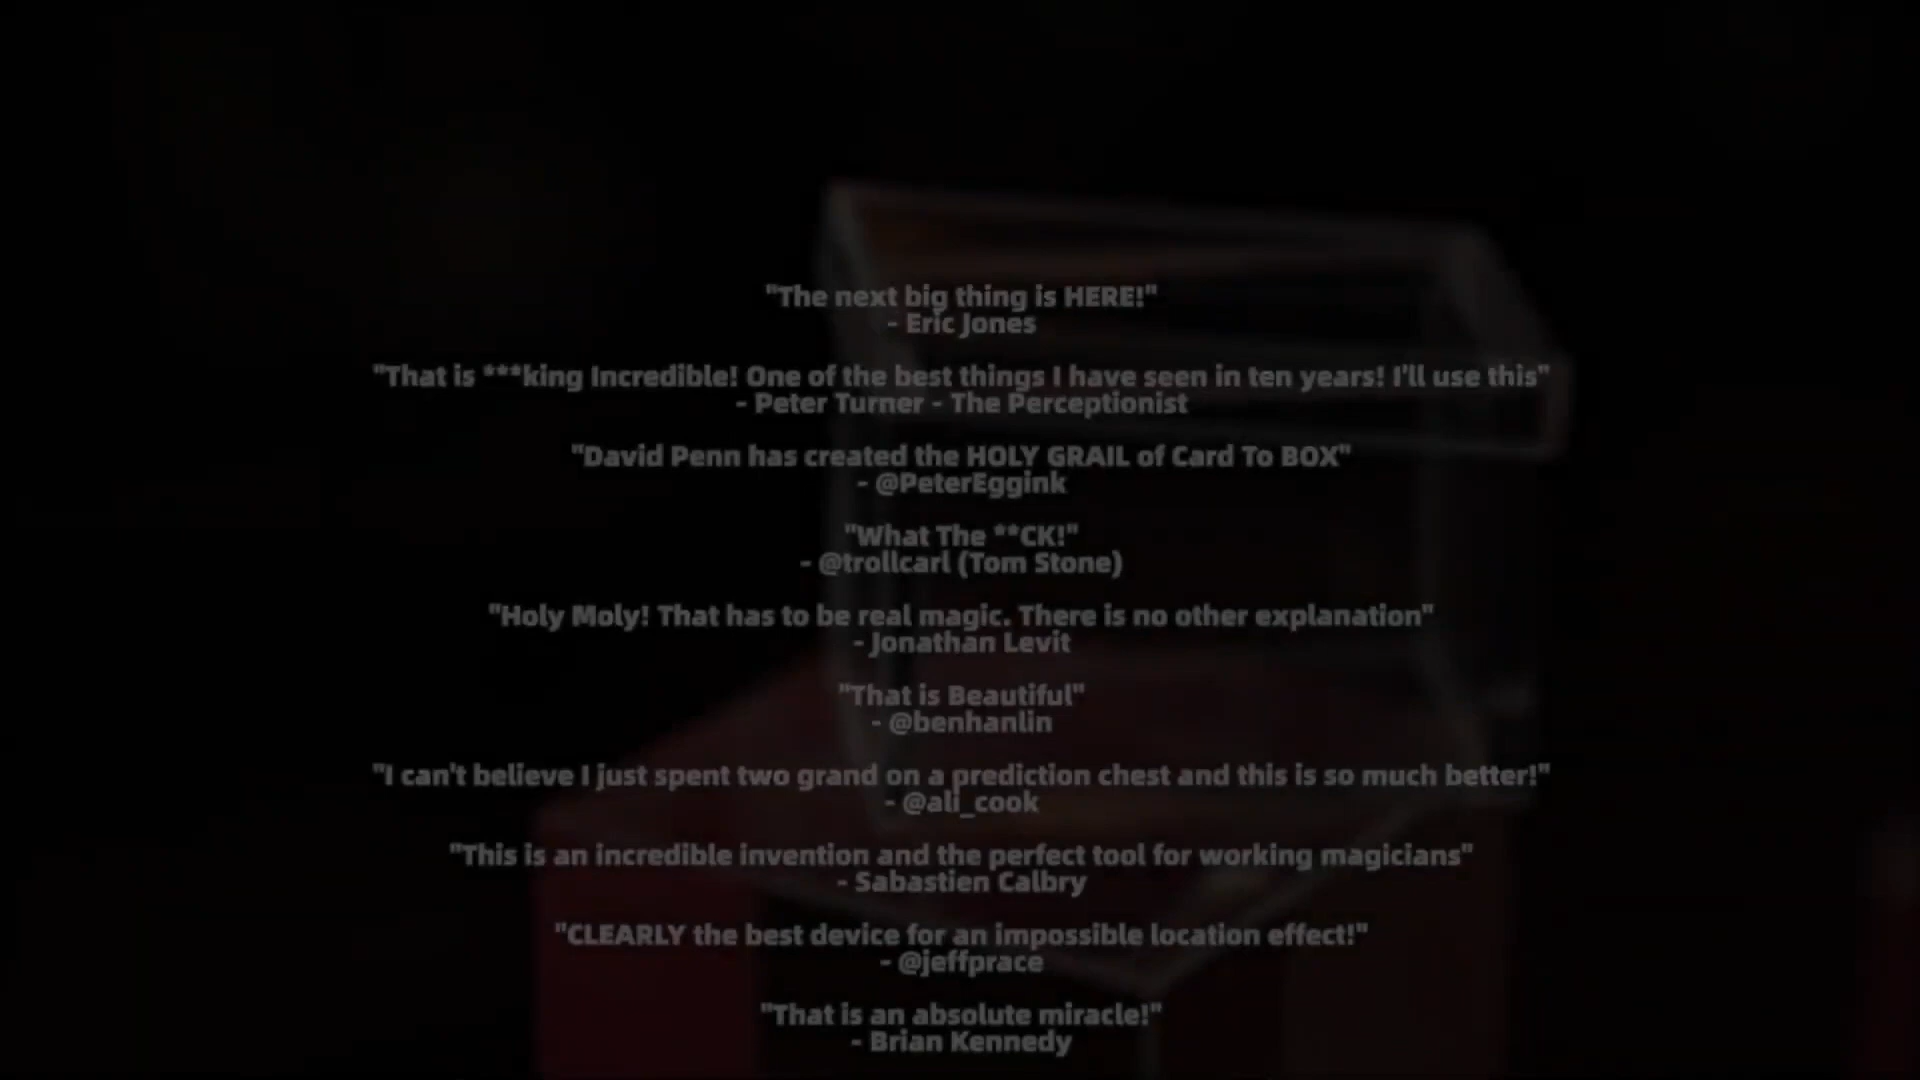 "The next big thing is HERE!"
- Eric Jones
"That is ***king Incredible! One of the best things I have seen in ten years! I'll use this"
- Peter Turner - The Perceptionist
"David Penn has created the HOLY GRAIL of Card To BOX"
- @PeterEggink
"What The **CK!"
- @trollcarl (Tom Stone)
"Holy Moly! That has to be real magic. There is no other explanation"
- Jonathan Levit
"That is Beautiful"
- @benhanlin
"I can't believe I just spent two grand on a prediction chest and this is so much better!"
- @ali_cook
"This is an incredible invention and the perfect tool for working magicians"
- Sabastien Calbry
"CLEARLY the best device for an impossible location effect!"
- @jeffprace
"That is an absolute miracle!"
- Brian Kennedy